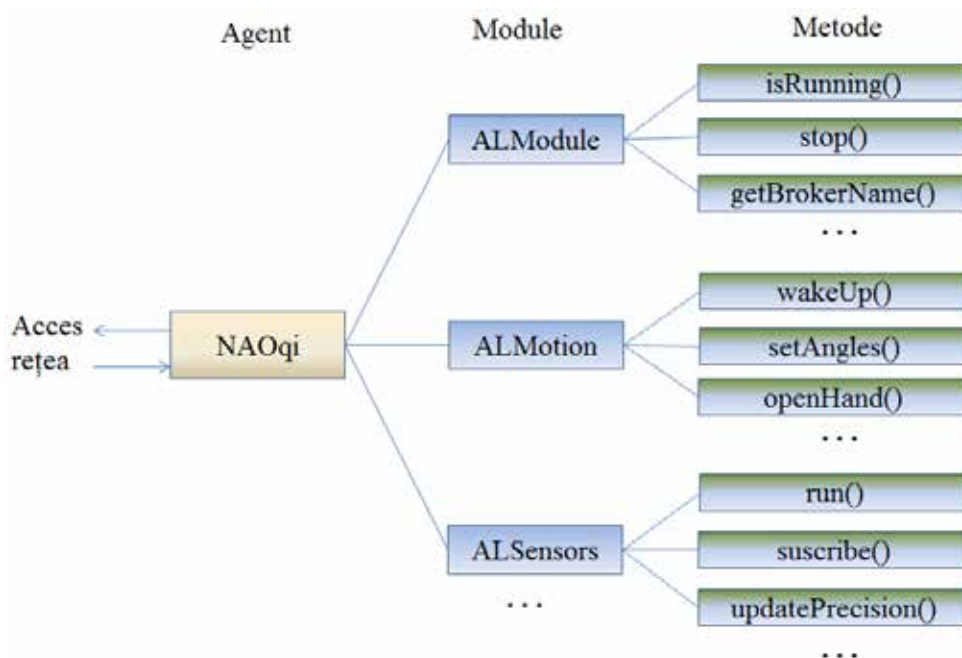 Agent
Module
Metode
isRunning()
ALModule
stop()
getBrokerName()
...
wakeUp()
Acces
rețea
NAOqi
ALMotion
setAngles()
openHand()
...
run()
ALSensors
suscribe()
...
updatePrecision()
...